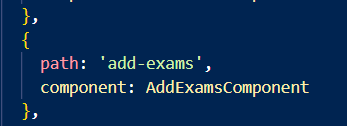 },
{
path: 'add-exams',
component: AddExamsComponent
},